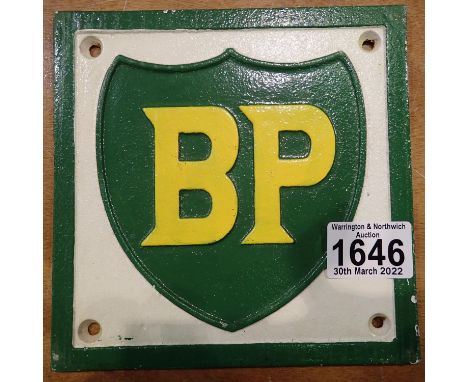 BP
Warrington & Northwich
Auction
1646
30th March 2022